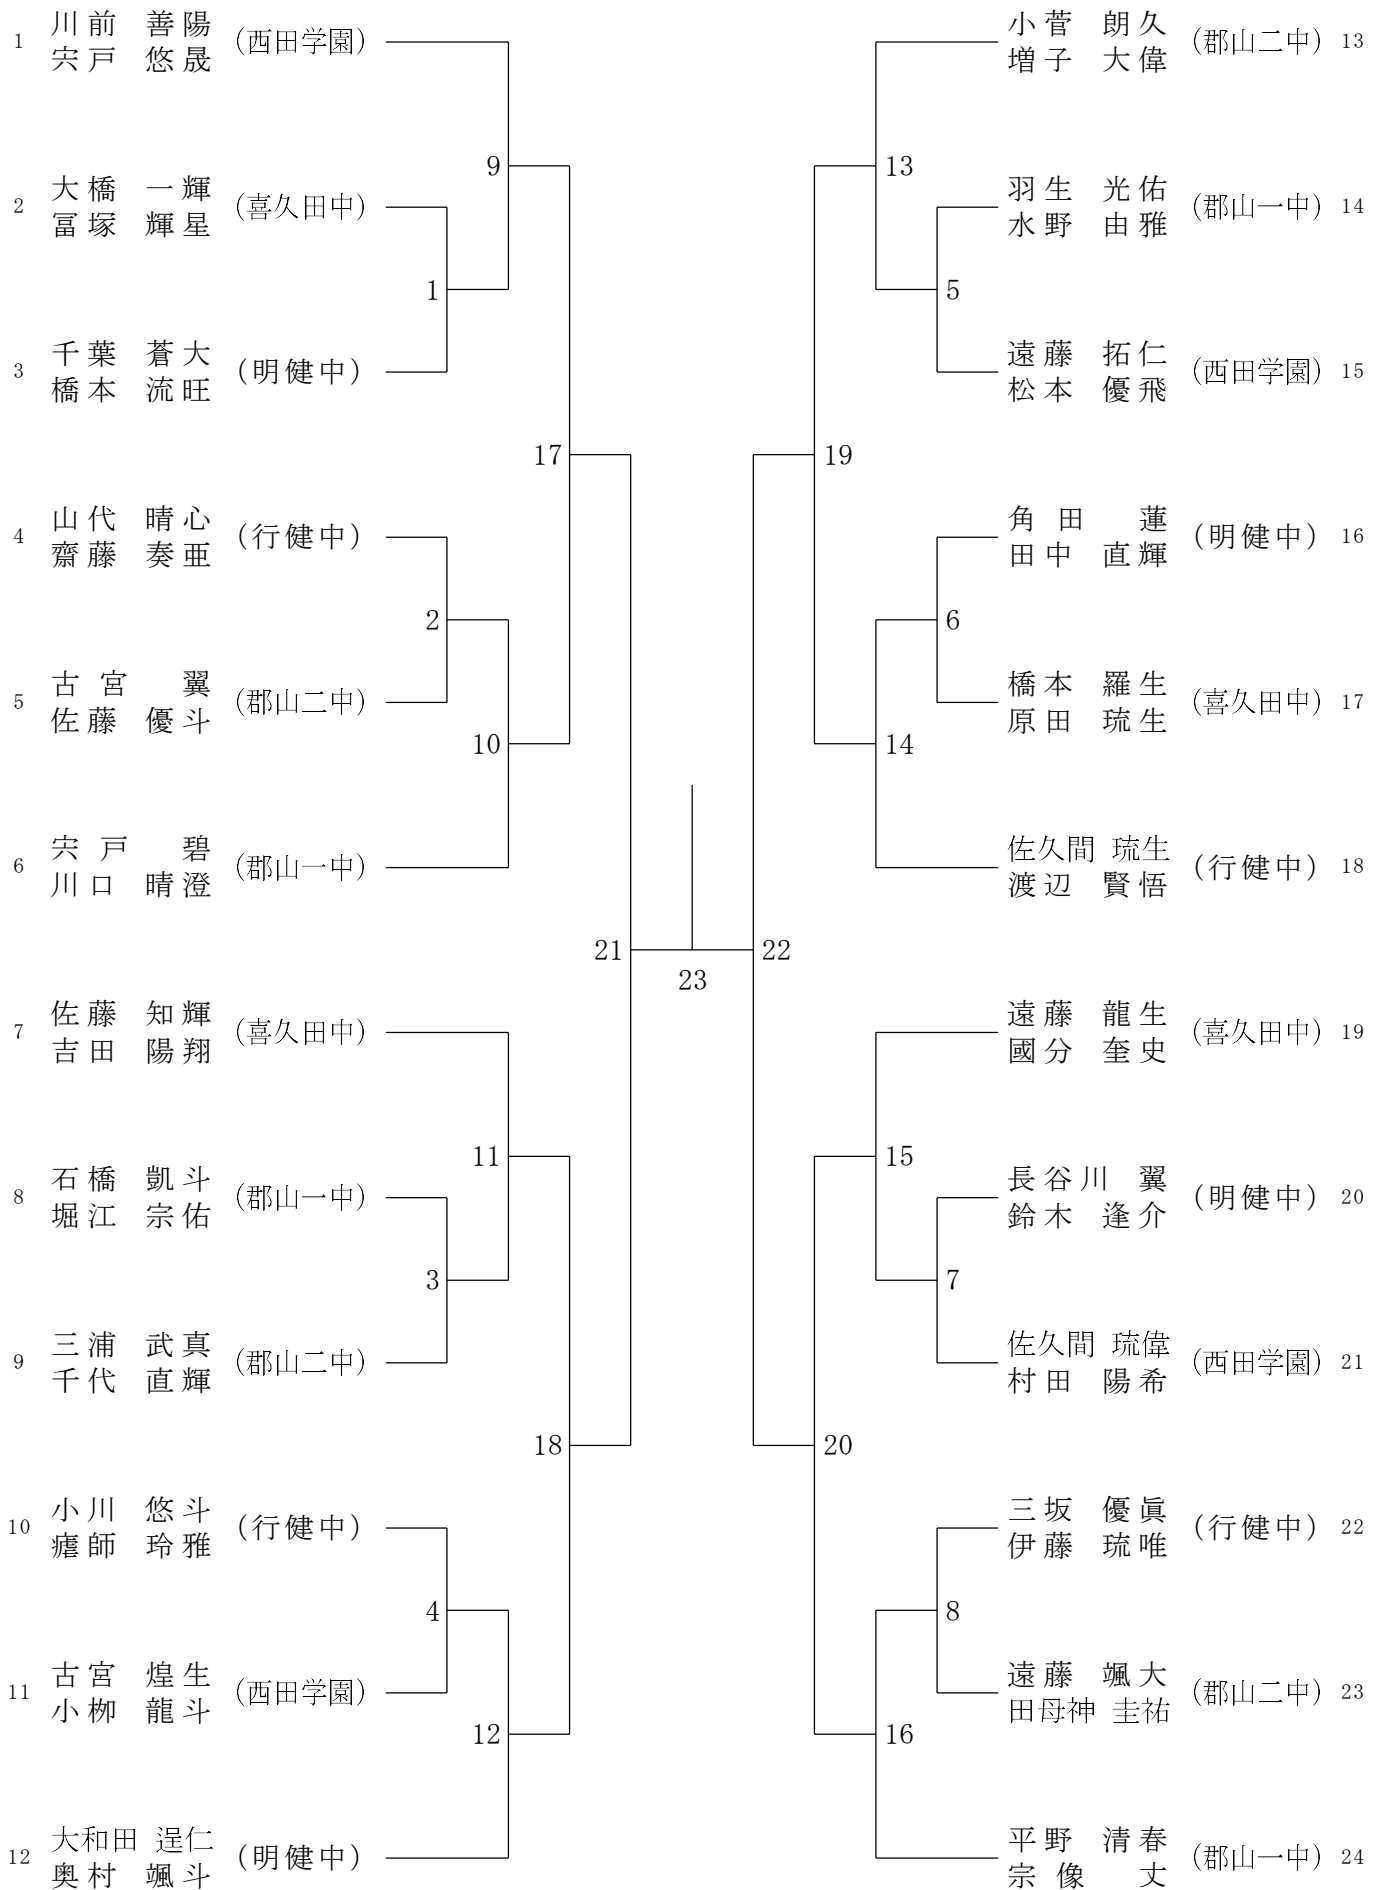 1 川前 善陽 (西田学園)
宍戸 悠晟
2 大橋 一輝 (喜久田中)
冨塚 輝星
3 千葉 蒼大 (明健中)
橋本 流旺
4 山代 晴心 (行健中)
齋藤 奏亜
5 古宮 翼 (郡山二中)
佐藤 優斗
6 宍戸 碧 (郡山一中)
川口 晴澄
7 佐藤 知輝 (喜久田中)
吉田 陽翔
8 石橋 凱斗 (郡山一中)
堀江 宗佑
9 三浦 武真 (郡山二中)
千代 直輝
10 小川 悠斗 (行健中)
瘧師 玲雅
11 古宮 煌生 (西田学園)
小栁 龍斗
12 大和田 逞仁 (明健中)
奥村 颯斗
9
1
17
2
10
21
11
3
18
4
12
23
13
5
19
6
14
22
15
7
20
8
16
小菅 朗久 (郡山二中) 13
増子 大偉
羽生 光佑 (郡山一中) 14
水野 由雅
遠藤 拓仁 (西田学園) 15
松本 優飛
角田 蓮 (明健中) 16
田中 直輝
橋本 羅生 (喜久田中) 17
原田 琉生
佐久間 琉生 (行健中) 18
渡辺 賢悟
遠藤 龍生 (喜久田中) 19
國分 奎史
長谷川 翼 (明健中) 20
鈴木 逢介
佐久間 琉偉 (西田学園) 21
村田 陽希
三坂 優眞 (行健中) 22
伊藤 琉唯
遠藤 颯大 (郡山二中) 23
田母神 圭祐
平野 清春 (郡山一中) 24
宗像 丈